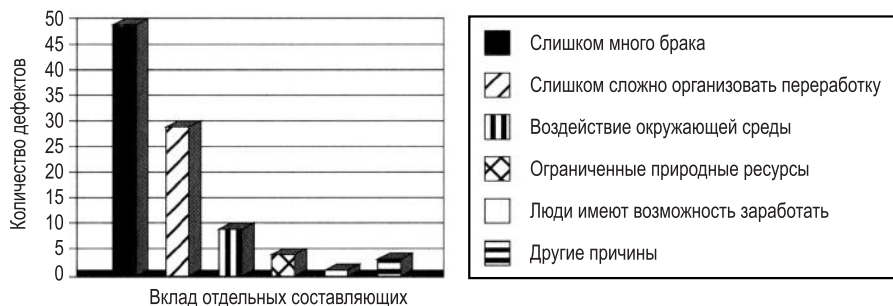 50
45
40
35
30
25
20
15
10
5
0
Количество дефектов
Вклад отдельных составляющих
Слишком много брака
Слишком сложно организовать переработку
Воздействие окружающей среды
Ограниченные природные ресурсы
Люди имеют возможность заработать
Другие причины